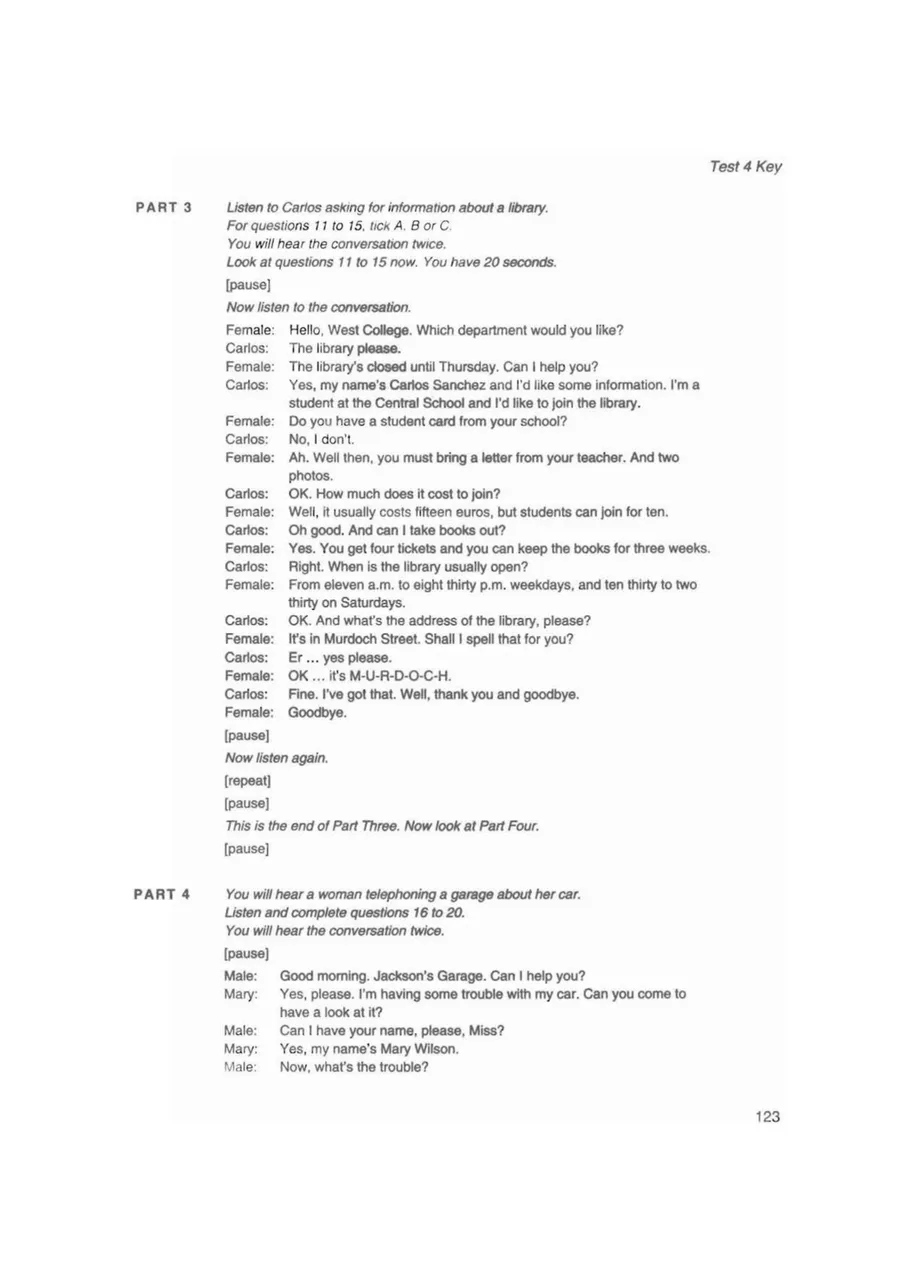 Test 4 Key
PART 3 Listen to Carlos asking for information about a library.
For questions 11 to 15, tick A, B or C.
You will hear the conversation twice.
Look at questions 11 to 15 now. You have 20 seconds.
[pause]
Now listen to the conversation.
Female: Hello, West College. Which department would you like?
Carlos: The library please.
Female: The library's closed until Thursday. Can I help you?
Carlos: Yes, my name's Carlos Sanchez and I'd like some information. I'm a
student at the Central School and I'd like to join the library.
Female: Do you have a student card from your school?
Carlos: No, I don't.
Female: Ah. Well then, you must bring a letter from your teacher. And two
photos.
Carlos: OK. How much does it cost to join?
Female: Well, it usually costs fifteen euros, but students can join for ten.
Carlos: Oh good. And can I take books out?
Female: Yes. You get four tickets and you can keep the books for three weeks.
Carlos: Right. When is the library usually open?
Female: From eleven a.m. to eight thirty p.m. weekdays, and ten thirty to two
thirty on Saturdays.
Carlos: OK. And what's the address of the library, please?
Female: It's in Murdoch Street. Shall I spell that for you?
Carlos: Er ... yes please.
Female: OK ... it's M-U-R-D-O-C-H.
Carlos: Fine. I've got that. Well, thank you and goodbye.
Female: Goodbye.
[pause]
Now listen again.
[repeat]
[pause]
This is the end of Part Three. Now look at Part Four.
[pause]
PART 4 You will hear a woman telephoning a garage about her car.
Listen and complete questions 16 to 20.
You will hear the conversation twice.
[pause]
Male: Good morning. Jackson's Garage. Can I help you?
Mary: Yes, please. I'm having some trouble with my car. Can you come to
have a look at it?
Male: Can I have your name, please, Miss?
Mary: Yes, my name's Mary Wilson.
Male: Now, what's the trouble?
123